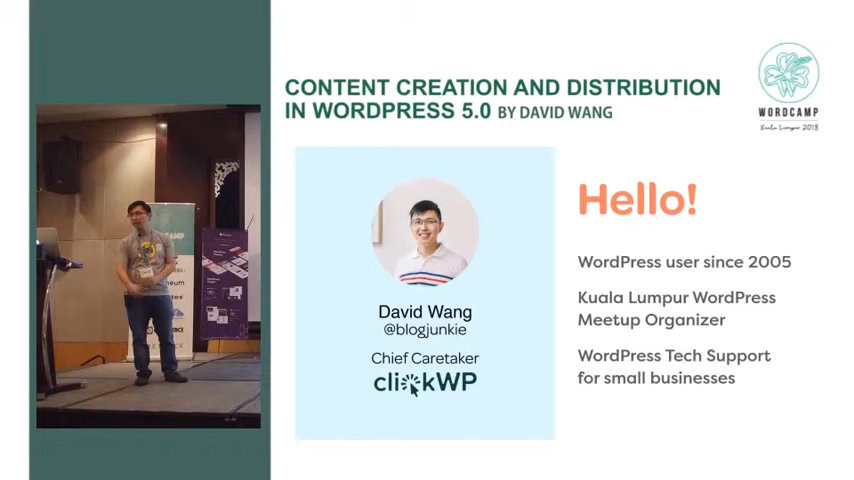 CONTENT CREATION AND DISTRIBUTION
IN WORDPRESS 5.0 BY DAVID WANG
WORDCAMP
Kuala Lumpur 2018
Hello!
David Wang
@blogjunkie
Chief Caretaker
clickWP
WordPress user since 2005
Kuala Lumpur WordPress
Meetup Organizer
WordPress Tech Support
for small businesses